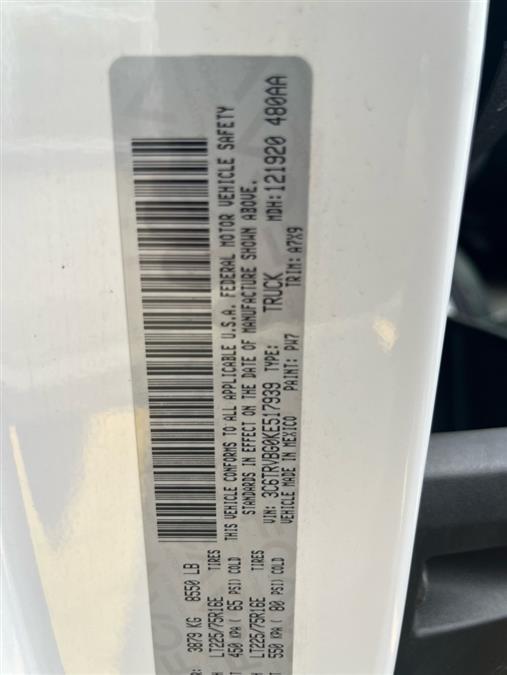 3879 KG 8550 LB
LT225/75R16E TIRES
450 KPA ( 65 PSI) COLD
LT225/75R16E TIRES
550 KPA ( 80 PSI) COLD
THIS VEHICLE CONFORMS TO ALL APPLICABLE U.S.A. FEDERAL MOTOR VEHICLE SAFETY
STANDARDS IN EFFECT ON THE DATE OF MANUFACTURE SHOWN ABOVE.
VIN: 3C6TRVBG0KE517939 TYPE: TRUCK MDH: 121920 480AA
VEHICLE MADE IN MEXICO PAINT: PW7 TRIM: A7X9